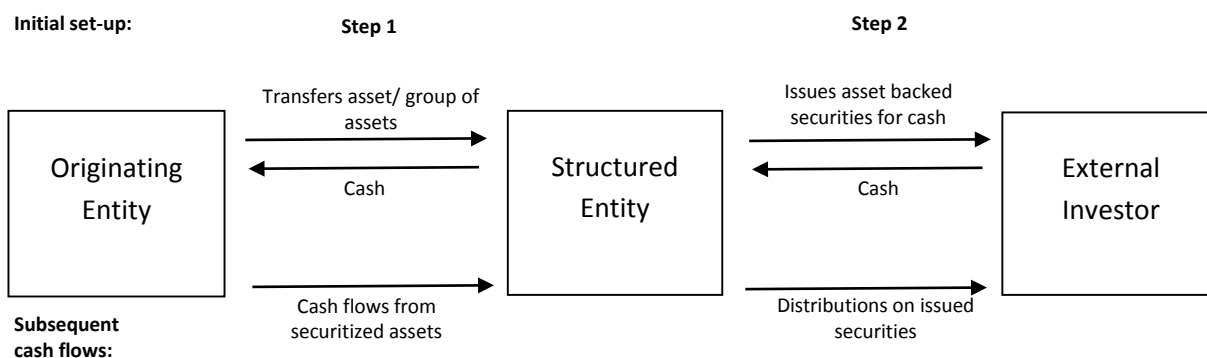 Initial set-up:
Step 1
Step 2
Transfers asset/ group of
assets
Issues asset backed
securities for cash
Originating
Entity
Cash
Structured
Entity
Cash
External
Investor
Cash flows from
securitized assets
Distributions on issued
securities
Subsequent
cash flows: